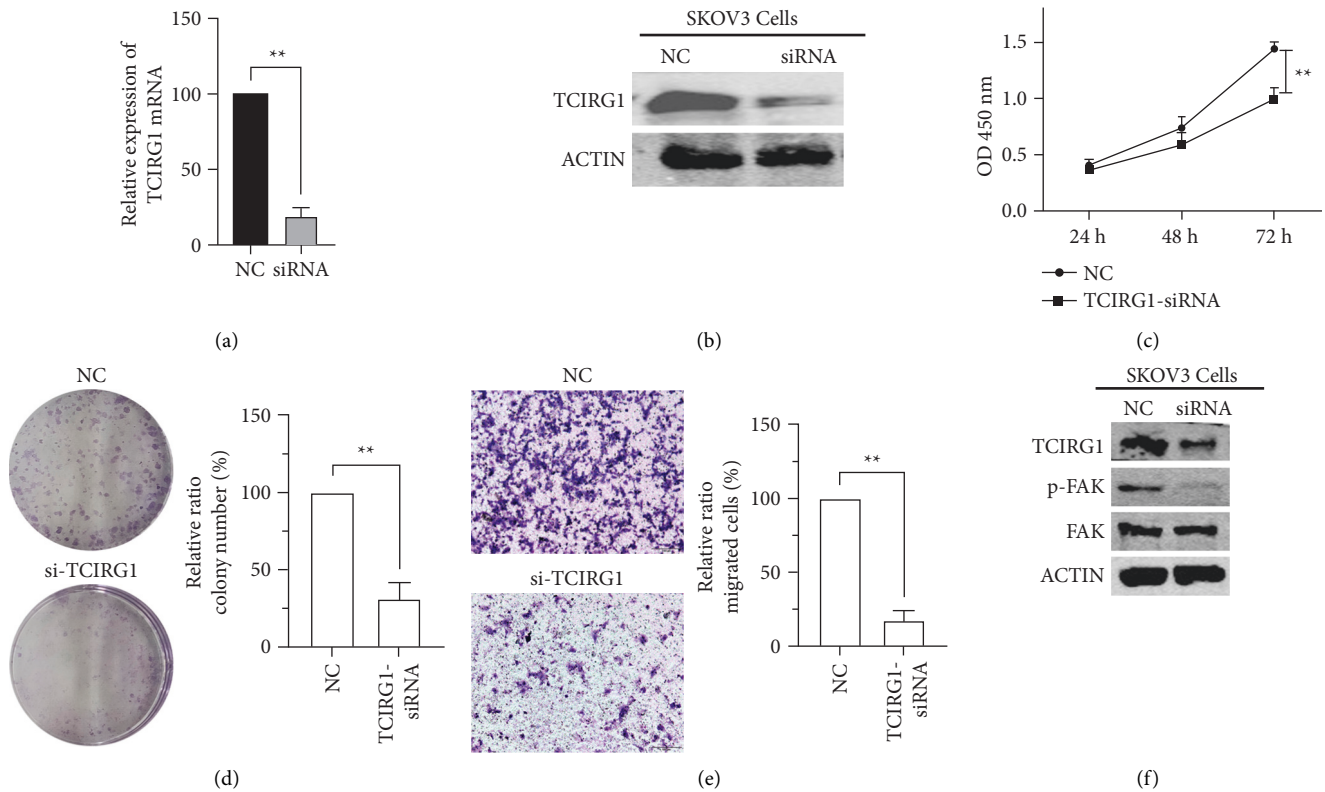 Relative expression of
TCIRG1 mRNA
150
100
50
0
**
NC siRNA
(a)
SKOV3 Cells
NC siRNA
TCIRG1
ACTIN
(b)
OD 450 nm
1.5
1.0
0.5
0.0
**
24 h 48 h 72 h
NC
TCIRG1-siRNA
(c)
NC
si-TCIRG1
Relative ratio
colony number (%)
150
100
50
0
**
NC
TCIRG1-
siRNA
(d)
NC
si-TCIRG1
Relative ratio
migrated cells (%)
150
100
50
0
**
NC
TCIRG1-
siRNA
(e)
SKOV3 Cells
NC siRNA
TCIRG1
p-FAK
FAK
ACTIN
(f)